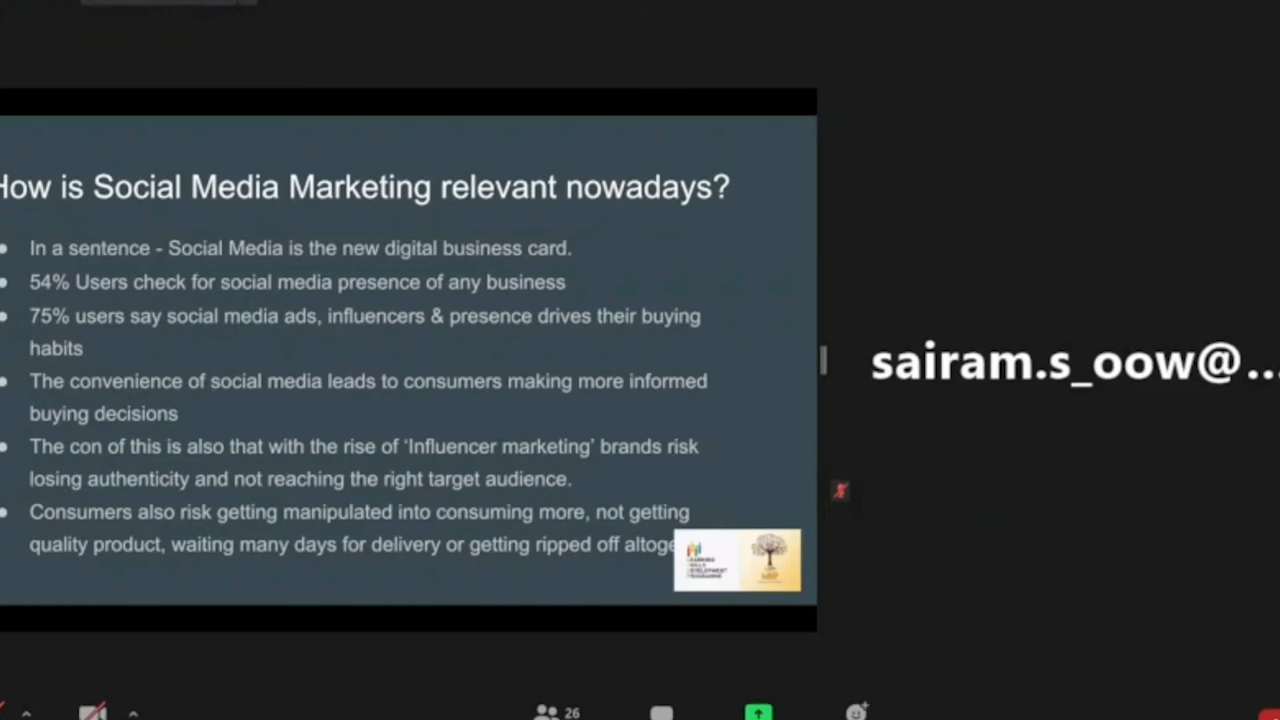 How is Social Media Marketing relevant nowadays?
In a sentence - Social Media is the new digital business card.
54% Users check for social media presence of any business
75% users say social media ads, influencers & presence drives their buying
habits
The convenience of social media leads to consumers making more informed
buying decisions
The con of this is also that with the rise of ‘Influencer marketing’ brands risk
losing authenticity and not reaching the right target audience.
Consumers also risk getting manipulated into consuming more, not getting
quality product, waiting many days for delivery or getting ripped off altoge
LEARNING
SKILLS
DEVELOPMENT
PROGRAMME
sairam.s_oow@...
26